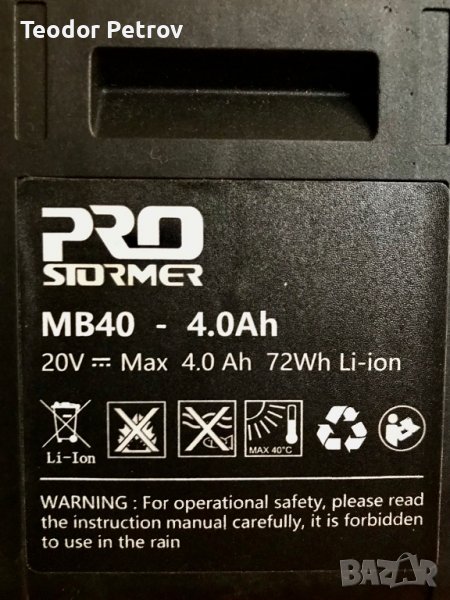 Teodor Petrov
PRO
STORMER
MB40 - 4.0Ah
20V ⎓ Max 4.0 Ah 72Wh Li-ion
Li-Ion
MAX 40°C
WARNING : For operational safety, please read
the instruction manual carefully, it is forbidden
to use in the rain
BAZAR